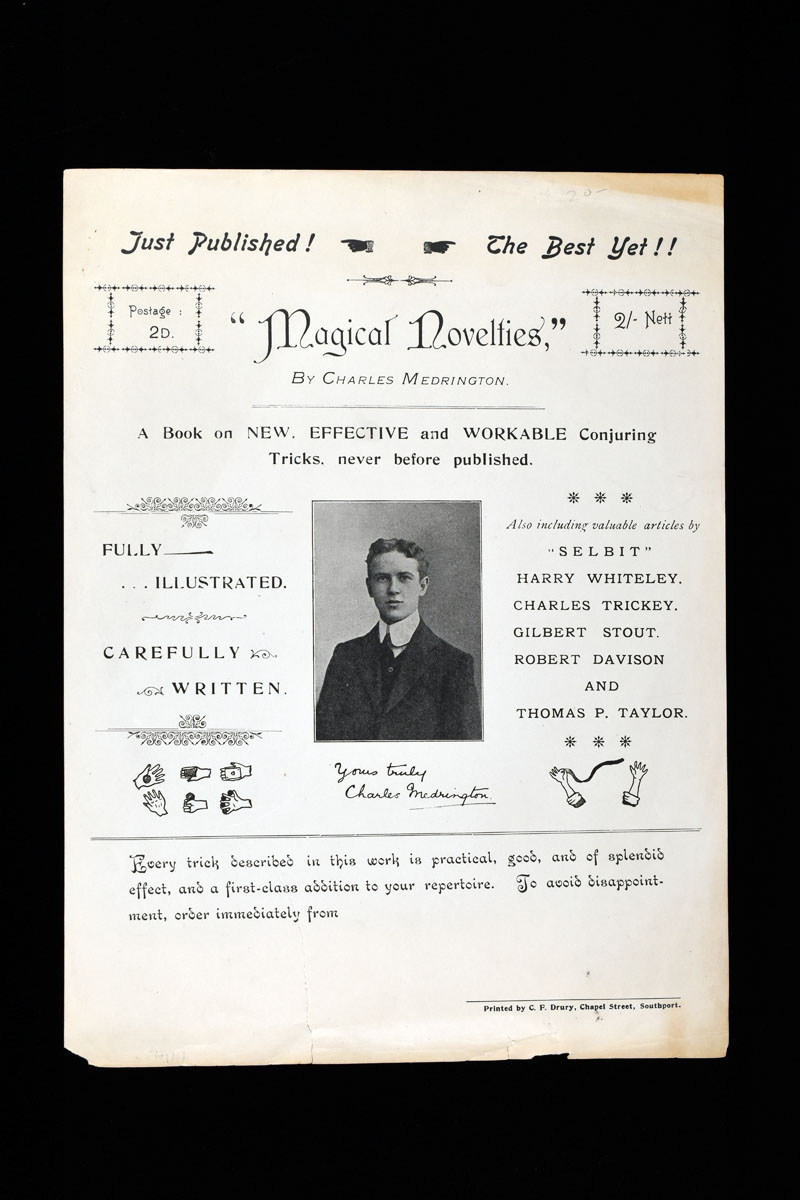 20-
Just Published! The Best Yet!!
Postage:
2D.
"Magical Novelties,"
2/- Nett
By Charles Medrington.
A Book on NEW. EFFECTIVE and WORKABLE Conjuring
Tricks. never before published.
FULLY
. . . ILLUSTRATED.
CAREFULLY
WRITTEN.
Also including valuable articles by
"SELBIT"
HARRY WHITELEY.
CHARLES TRICKEY.
GILBERT STOUT.
ROBERT DAVISON
AND
THOMAS P. TAYLOR.
Yours truly
Charles Medrington.
Every trick described in this work is practical, good, and of splendid
effect, and a first-class addition to your repertoire. To avoid disappoint-
ment, order immediately from
Printed by C. F. Drury, Chapel Street, Southport.